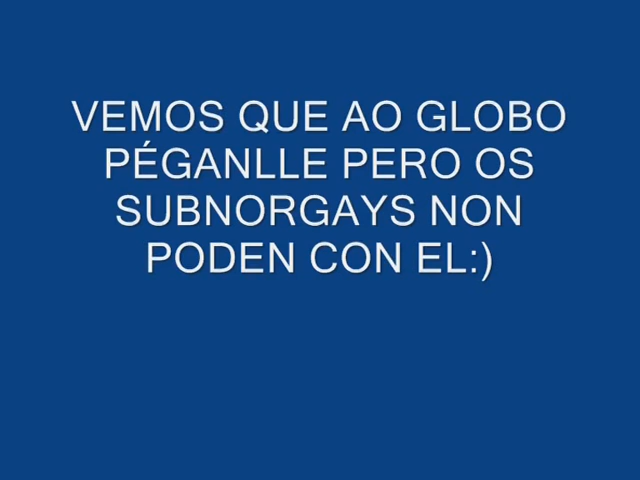 VEMOS QUE AO GLOBO
PÉGANLLE PERO OS
SUBNORGAYS NON
PODEN CON EL:)